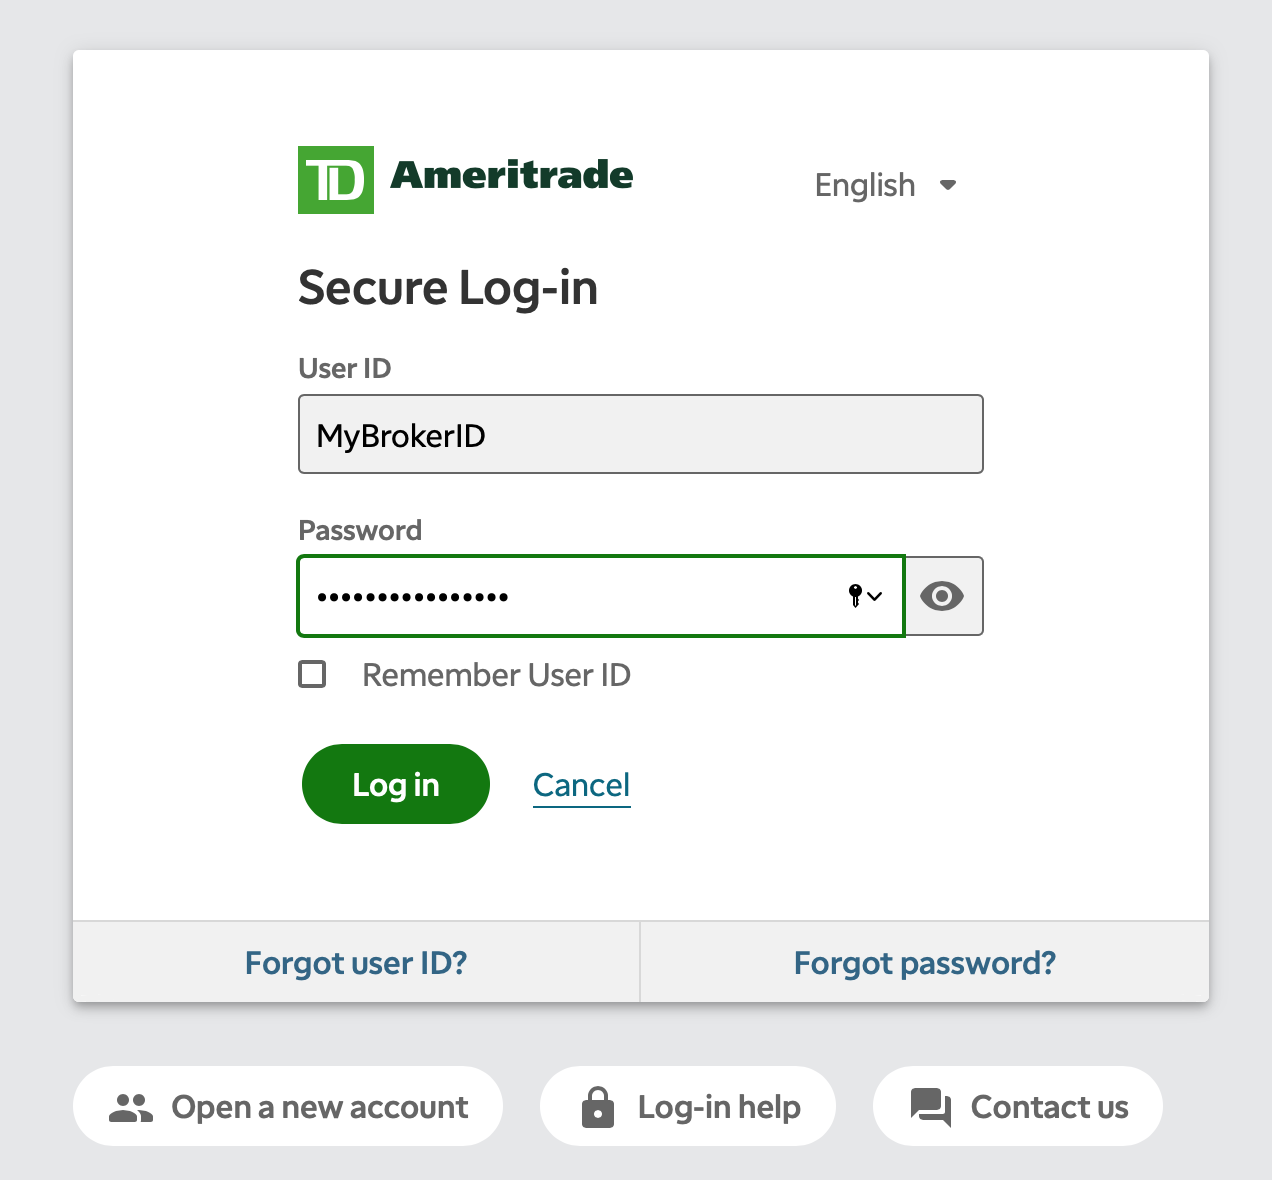 TD Ameritrade
English
Secure Log-in
User ID
MyBrokerID
Password
••••••••••••••••
Remember User ID
Log in Cancel
Forgot user ID? Forgot password?
Open a new account Log-in help Contact us